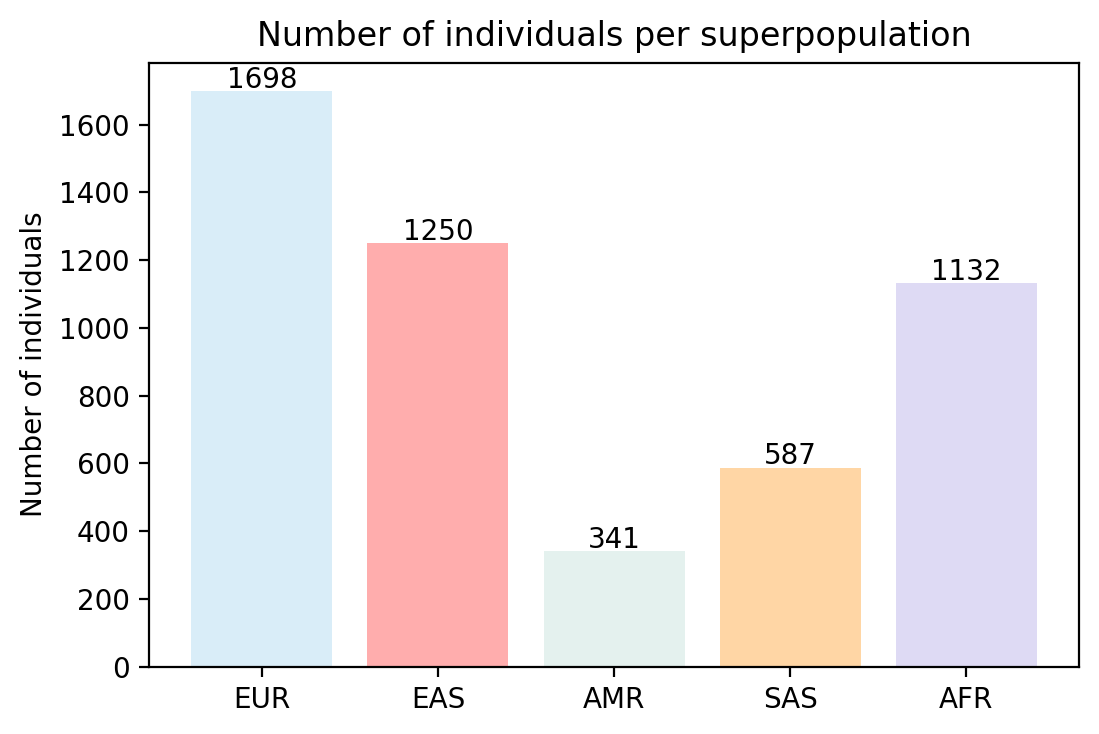 Number of individuals per superpopulation
Number of individuals
1600
1400
1200
1000
800
600
400
200
0
1698
1250
341
587
1132
EUR
EAS
AMR
SAS
AFR